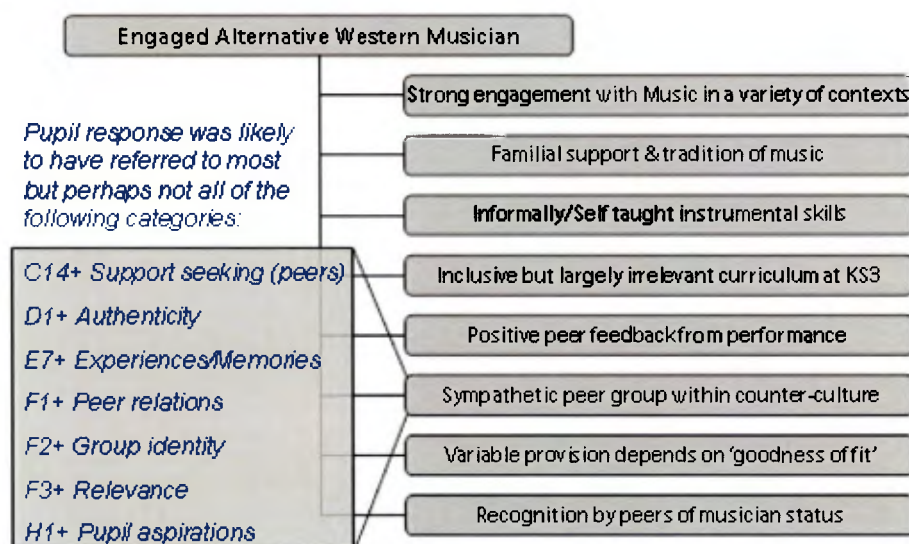 Engaged Alternative Western Musician
Strong engagement with Music in a variety of contexts
Familial support & tradition of music
Informally/Self taught instrumental skills
Inclusive but largely irrelevant curriculum at KS3
Positive peer feedback from performance
Sympathetic peer group within counter-culture
Variable provision depends on 'goodness of fit'
Recognition by peers of musician status
Pupil response was likely
to have referred to most
but perhaps not all of the
following categories:
C14+ Support seeking (peers)
D1+ Authenticity
E7+ Experiences/Memories
F1+ Peer relations
F2+ Group identity
F3+ Relevance
H1+ Pupil aspirations